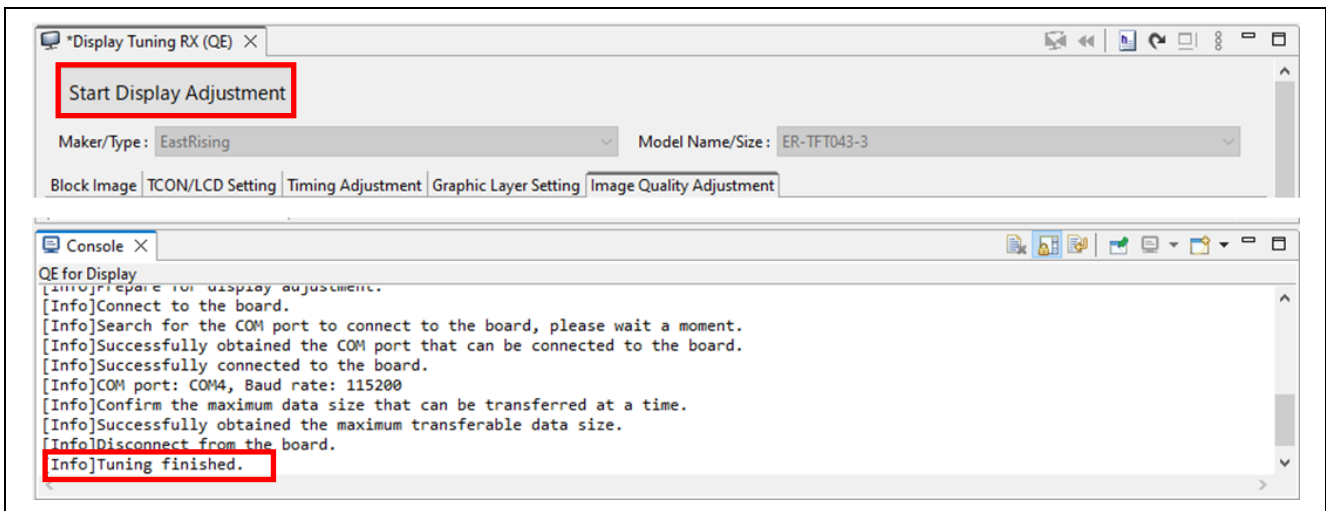 *Display Tuning RX (QE)
Start Display Adjustment
Maker/Type : EastRising Model Name/Size : ER-TFT043-3
Block Image TCON/LCD Setting Timing Adjustment Graphic Layer Setting Image Quality Adjustment
Console
QE for Display
[Info]Prepare for display adjustment.
[Info]Connect to the board.
[Info]Search for the COM port to connect to the board, please wait a moment.
[Info]Successfully obtained the COM port that can be connected to the board.
[Info]Successfully connected to the board.
[Info]COM port: COM4, Baud rate: 115200
[Info]Confirm the maximum data size that can be transferred at a time.
[Info]Successfully obtained the maximum transferable data size.
[Info]Disconnect from the board.
[Info]Tuning finished.